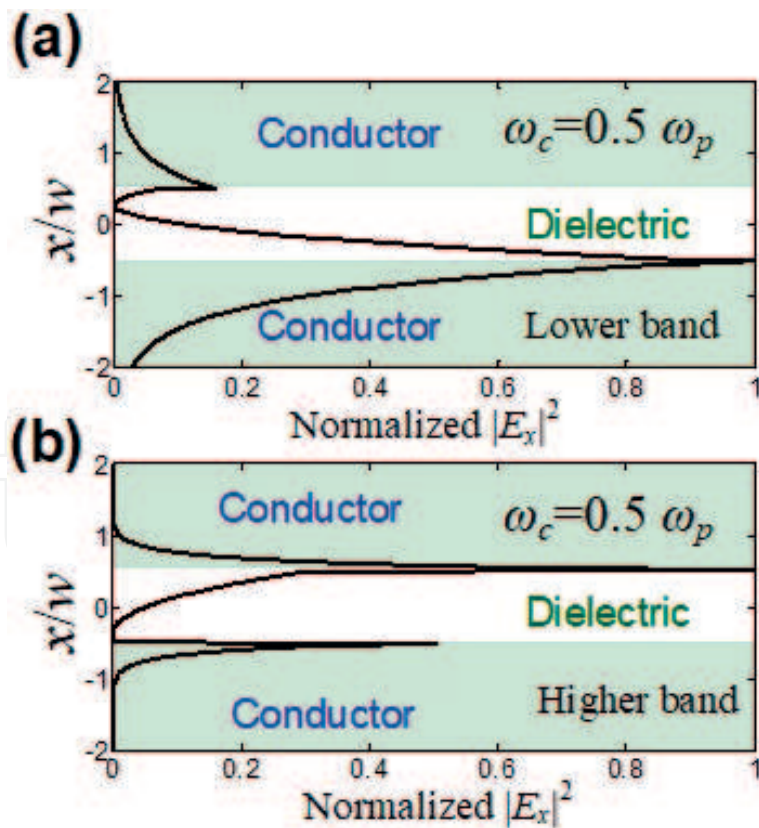 (a)
2
Conductor
ω_c=0.5 ω_p
1
x/w
0
Dielectric
-1
Conductor
Lower band
-2
0 0.2 0.4 0.6 0.8 1
Normalized |E_x|^2
(b)
2
Conductor
ω_c=0.5 ω_p
1
x/w
0
Dielectric
-1
Conductor
Higher band
-2
0 0.2 0.4 0.6 0.8 1
Normalized |E_x|^2